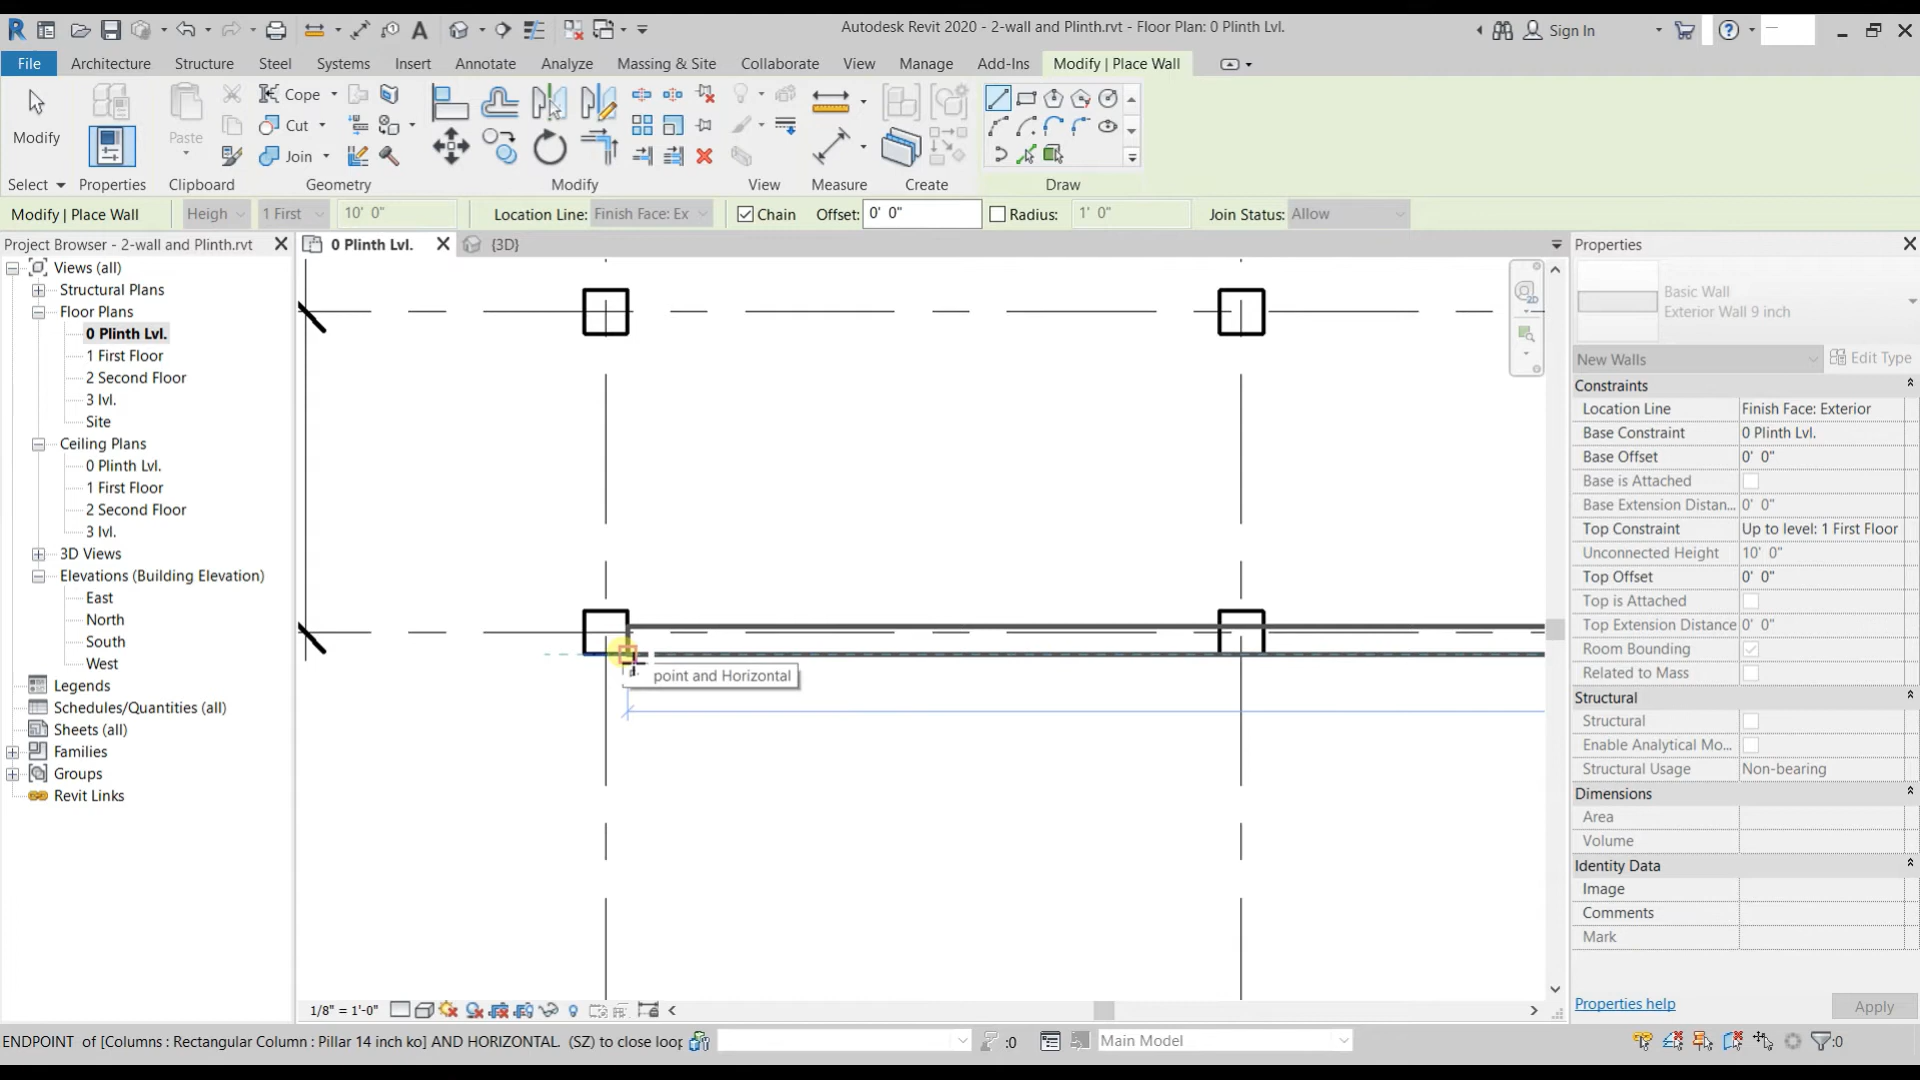 Autodesk Revit 2020 - 2-wall and Plinth.rvt - Floor Plan: 0 Plinth Lvl.
Sign In
File
Architecture
Structure
Steel
Systems
Insert
Annotate
Analyze
Massing & Site
Collaborate
View
Manage
Add-Ins
Modify | Place Wall
Modify
Paste
Cope
Cut
Join
Select
Properties
Clipboard
Geometry
Modify
View
Measure
Create
Draw
Modify | Place Wall
Heigh
1 First
10' 0"
Location Line:
Finish Face: Ex
Chain
Offset:
0' 0"
Radius:
1' 0"
Join Status:
Allow
Project Browser - 2-wall and Plinth.rvt
Views (all)
Structural Plans
Floor Plans
0 Plinth Lvl.
1 First Floor
2 Second Floor
3 lvl.
Site
Ceiling Plans
0 Plinth Lvl.
1 First Floor
2 Second Floor
3 lvl.
3D Views
Elevations (Building Elevation)
East
North
South
West
Legends
Schedules/Quantities (all)
Sheets (all)
Families
Groups
Revit Links
0 Plinth Lvl.
{3D}
2D
point and Horizontal
1/8" = 1'-0"
Properties
Basic Wall
Exterior Wall 9 inch
New Walls
Edit Type
Constraints
Location Line
Finish Face: Exterior
Base Constraint
0 Plinth Lvl.
Base Offset
0' 0"
Base is Attached
Base Extension Distan...
0' 0"
Top Constraint
Up to level: 1 First Floor
Unconnected Height
10' 0"
Top Offset
0' 0"
Top is Attached
Top Extension Distance
0' 0"
Room Bounding
Related to Mass
Structural
Structural
Enable Analytical Mo...
Structural Usage
Non-bearing
Dimensions
Area
Volume
Identity Data
Image
Comments
Mark
Properties help
Apply
ENDPOINT of [Columns : Rectangular Column : Pillar 14 inch ko] AND HORIZONTAL. (SZ) to close loop
:0
Main Model
:0